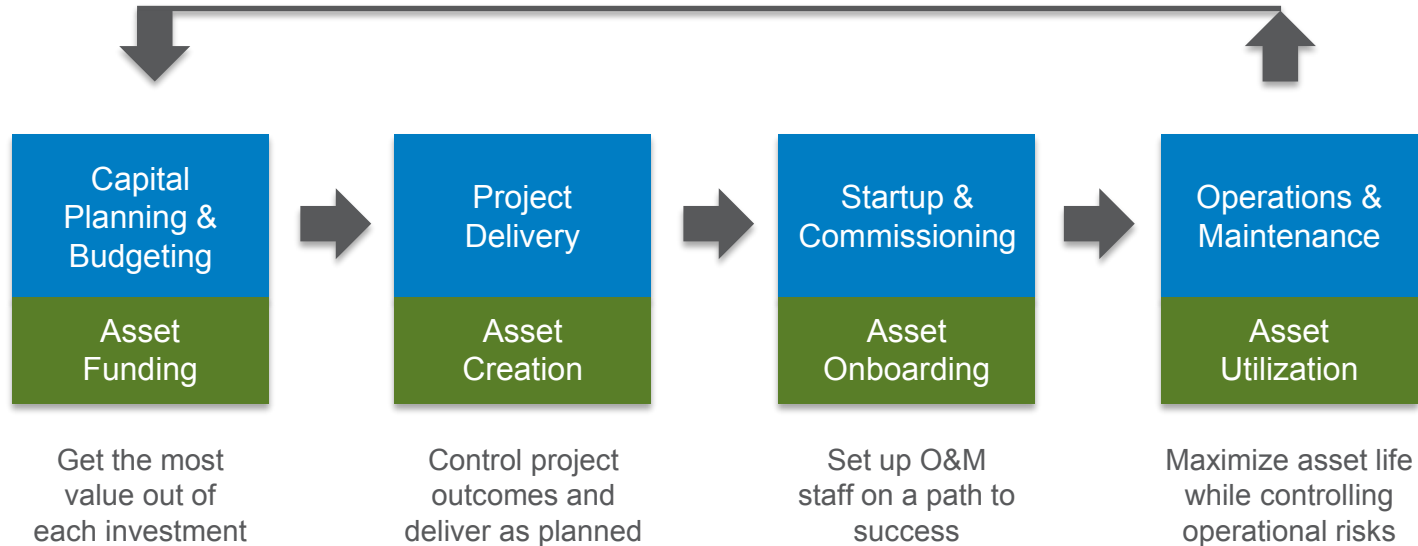 Capital
Planning &
Budgeting
Asset
Funding
Get the most
value out of
each investment
Project
Delivery
Asset
Creation
Control project
outcomes and
deliver as planned
Startup &
Commissioning
Asset
Onboarding
Set up O&M
staff on a path to
success
Operations &
Maintenance
Asset
Utilization
Maximize asset life
while controlling
operational risks